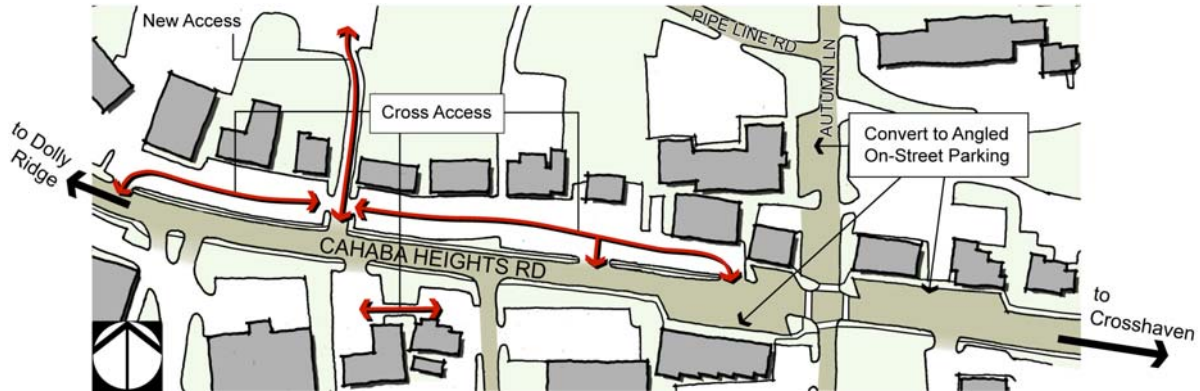 New Access
PIPE LINE RD
AUTUMN LN
Cross Access
Convert to Angled
On-Street Parking
to Dolly
Ridge
CAHABA HEIGHTS RD
to
Crosshaven